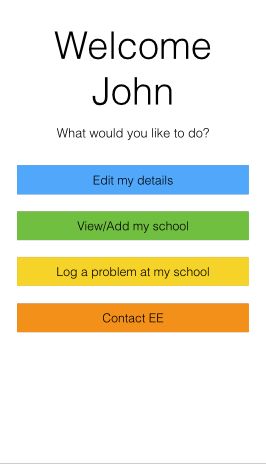 Welcome
John
What would you like to do?
Edit my details
View/Add my school
Log a problem at my school
Contact EE